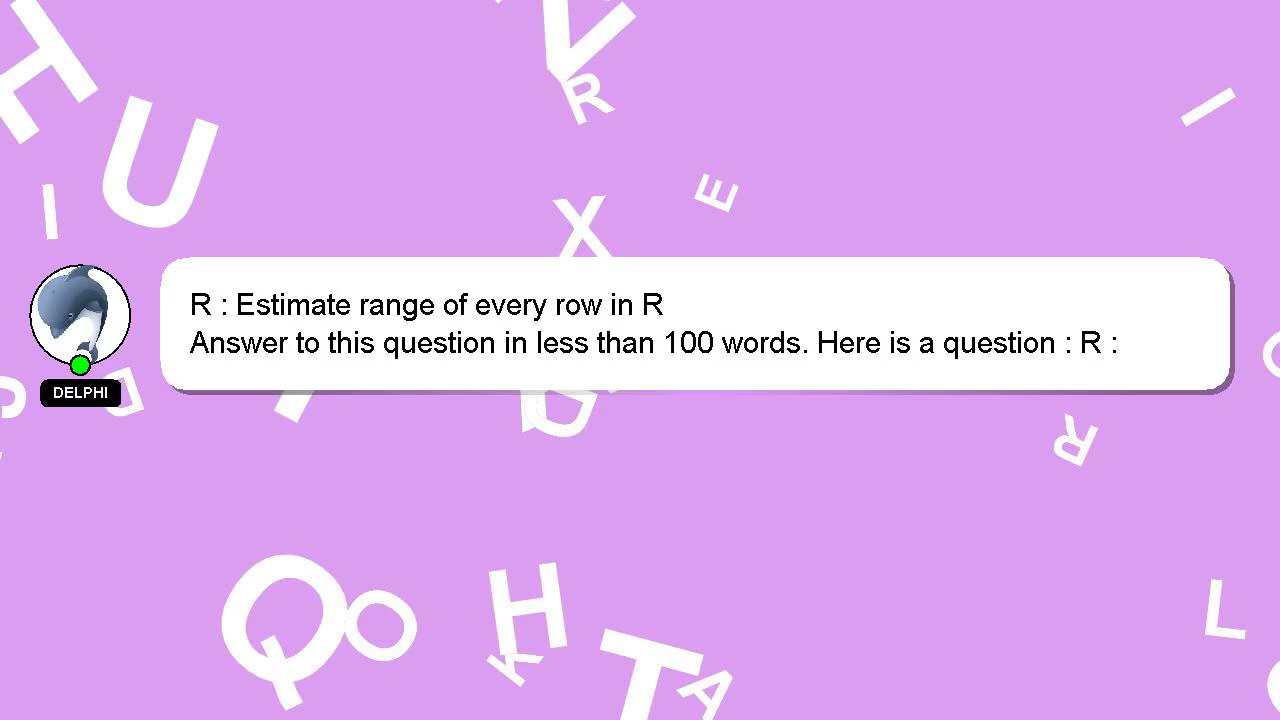 H
U
I
V
R
X
E
I
R : Estimate range of every row in R
Answer to this question in less than 100 words. Here is a question : R :
DELPHI
D
R
Q
O
H
K
T
A
L